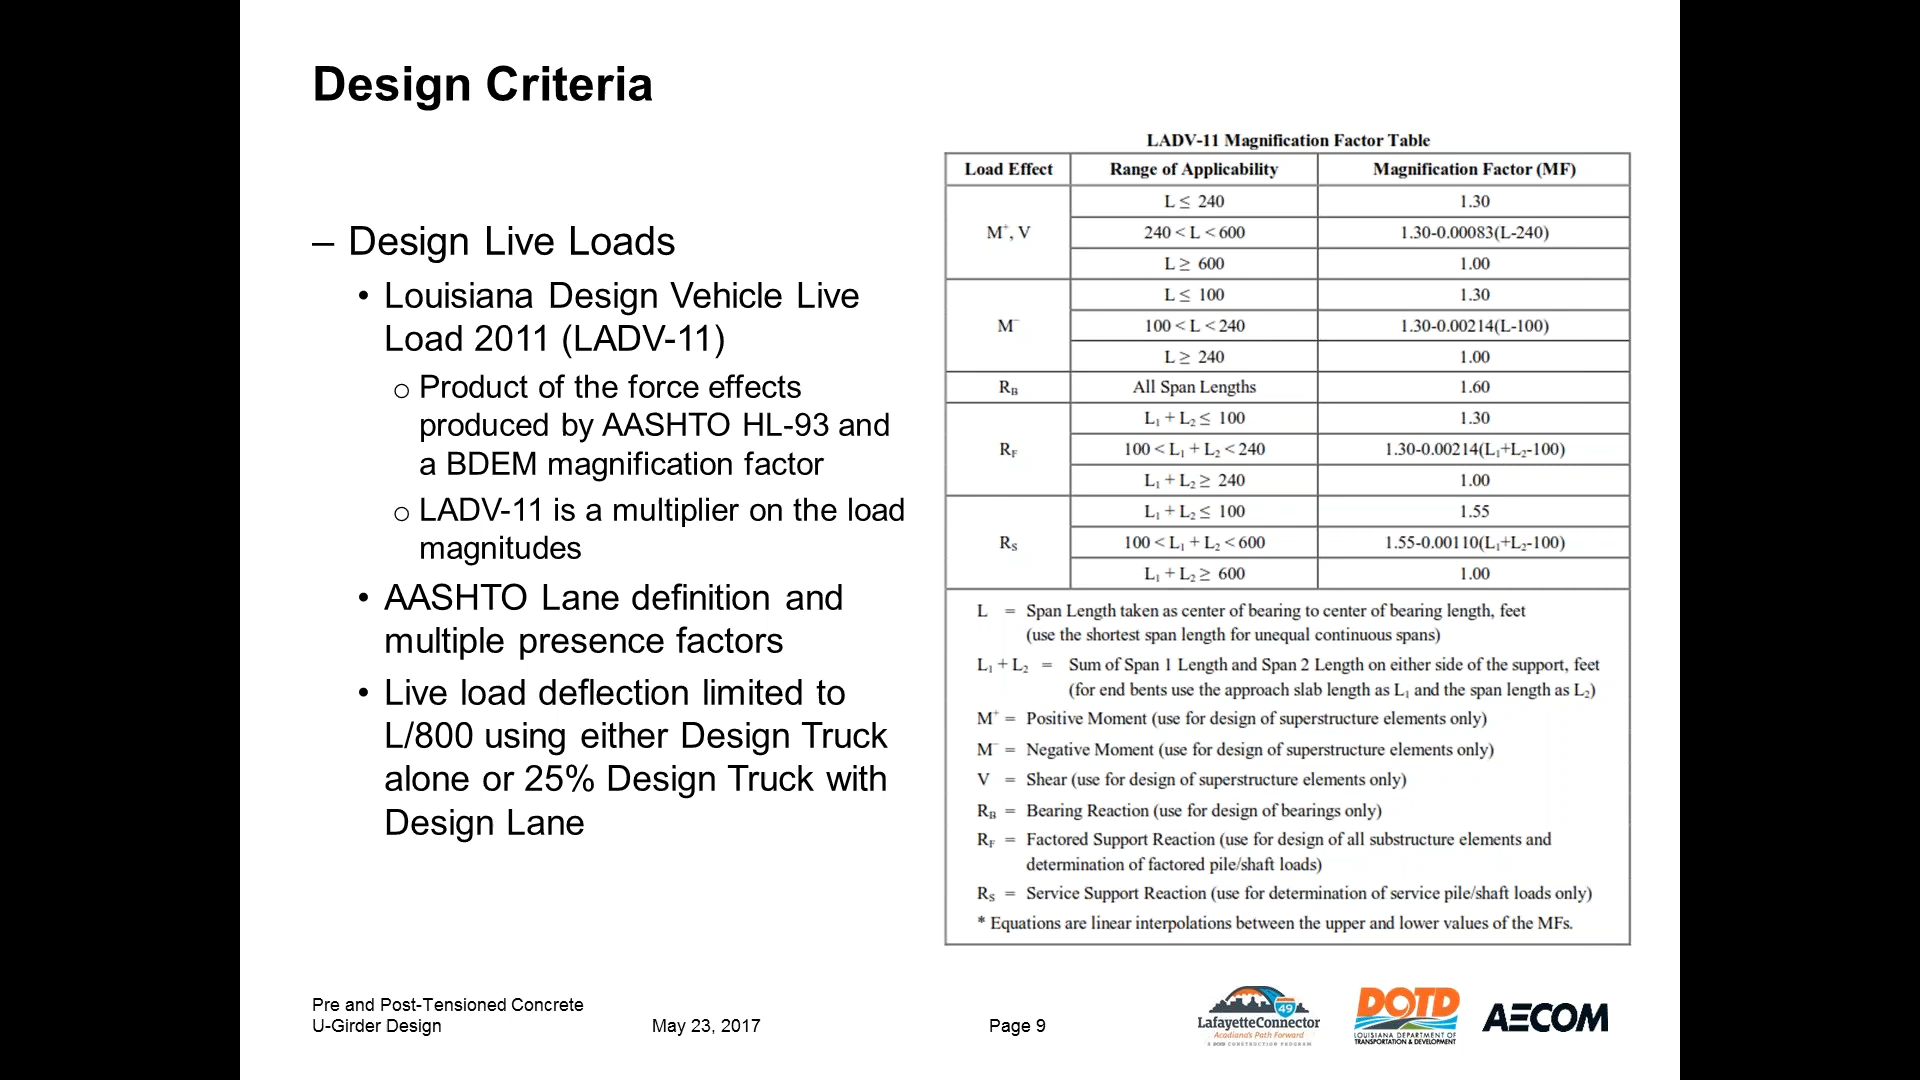 Design Criteria
– Design Live Loads
• Louisiana Design Vehicle Live
Load 2011 (LADV-11)
o Product of the force effects
produced by AASHTO HL-93 and
a BDEM magnification factor
o LADV-11 is a multiplier on the load
magnitudes
• AASHTO Lane definition and
multiple presence factors
• Live load deflection limited to
L/800 using either Design Truck
alone or 25% Design Truck with
Design Lane
LADV-11 Magnification Factor Table
Load Effect Range of Applicability Magnification Factor (MF)
M⁺, V
L ≤ 240 1.30
240 < L < 600 1.30-0.00083(L-240)
L ≥ 600 1.00
M⁻
L ≤ 100 1.30
100 < L < 240 1.30-0.00214(L-100)
L ≥ 240 1.00
R_B All Span Lengths 1.60
R_F
L₁ + L₂ ≤ 100 1.30
100 < L₁ + L₂ < 240 1.30-0.00214(L₁+L₂-100)
L₁ + L₂ ≥ 240 1.00
R_S
L₁ + L₂ ≤ 100 1.55
100 < L₁ + L₂ < 600 1.55-0.00110(L₁+L₂-100)
L₁ + L₂ ≥ 600 1.00
L = Span Length taken as center of bearing to center of bearing length, feet
(use the shortest span length for unequal continuous spans)
L₁ + L₂ = Sum of Span 1 Length and Span 2 Length on either side of the support, feet
(for end bents use the approach slab length as L₁ and the span length as L₂)
M⁺ = Positive Moment (use for design of superstructure elements only)
M⁻ = Negative Moment (use for design of superstructure elements only)
V = Shear (use for design of superstructure elements only)
R_B = Bearing Reaction (use for design of bearings only)
R_F = Factored Support Reaction (use for design of all substructure elements and
determination of factored pile/shaft loads)
R_S = Service Support Reaction (use for determination of service pile/shaft loads only)
* Equations are linear interpolations between the upper and lower values of the MFs.
Pre and Post-Tensioned Concrete
U-Girder Design
May 23, 2017
Page 9
49
LafayetteConnector
Acadiana's Path Forward
A DOTD CONSTRUCTION PROGRAM
DOTD
LOUISIANA DEPARTMENT OF
TRANSPORTATION & DEVELOPMENT
AECOM